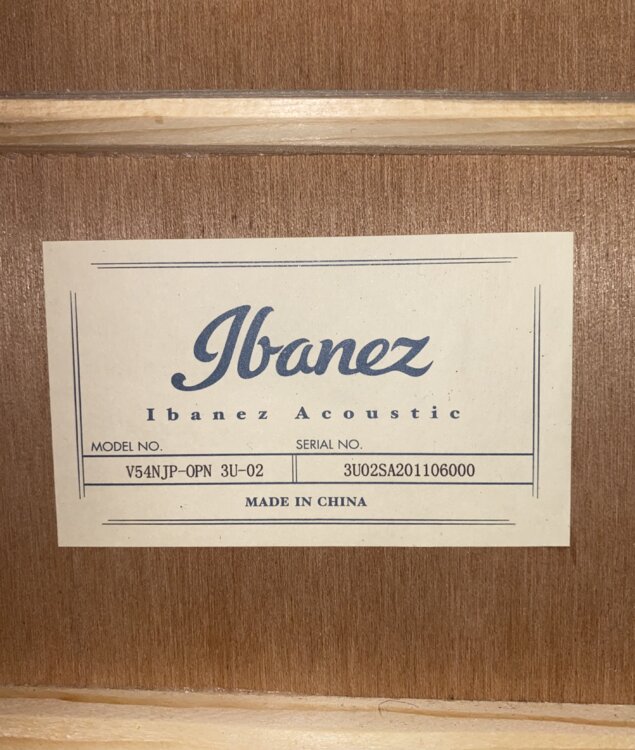 Ibanez
Ibanez Acoustic
MODEL NO. SERIAL NO.
V54NJP-OPN 3U-02 3U02SA201106000
MADE IN CHINA